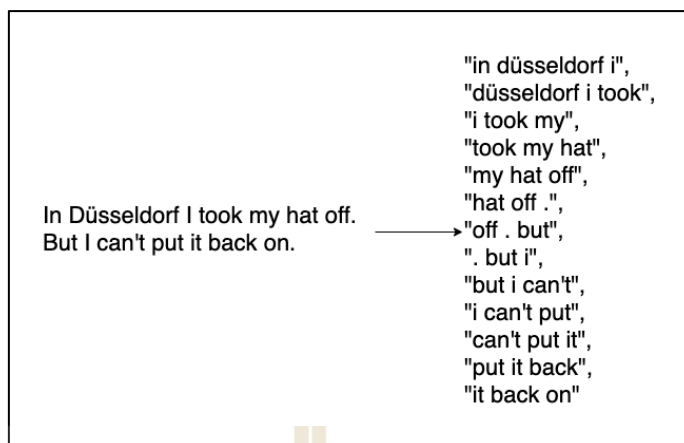 In Düsseldorf I took my hat off.
But I can't put it back on.
"in düsseldorf i",
"düsseldorf i took",
"i took my",
"took my hat",
"my hat off",
"hat off .",
"off . but",
". but i",
"but i can't",
"i can't put",
"can't put it",
"put it back",
"it back on"